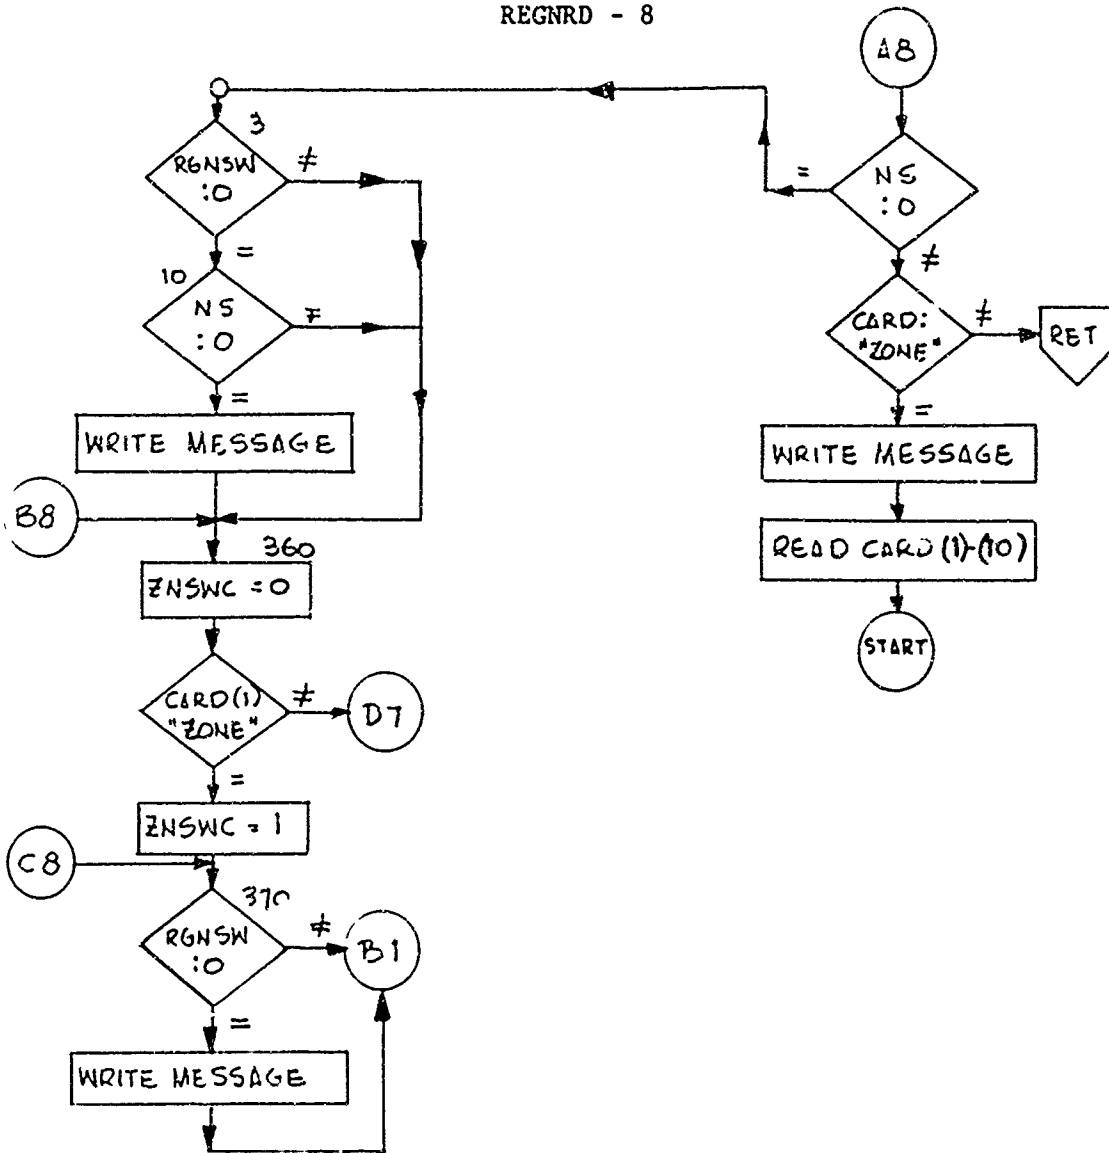 REGNRD - 8
A8
3
RGNSW
:0
≠
=
10
NS
:0
≠
=
WRITE MESSAGE
B8
360
ZNSWC = 0
CARD(1)
"ZONE"
≠
D7
=
ZNSWC = 1
C8
370
RGNSW
:0
≠
B1
=
WRITE MESSAGE
NS
:0
=
≠
CARD:
"ZONE"
≠
RET
=
WRITE MESSAGE
READ CARD (1)-(10)
START